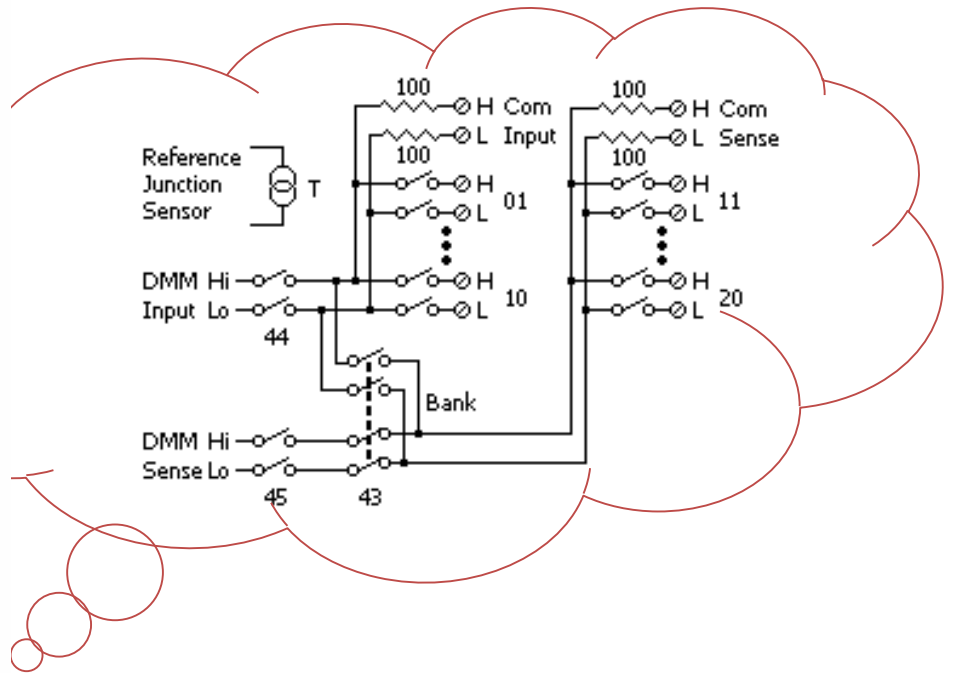 100
H Com
L Input
100
H
01
L
Reference
Junction
Sensor
T
DMM Hi
Input Lo
44
H
10
L
100
H Com
L Sense
100
H
11
L
H
20
L
Bank
DMM Hi
Sense Lo
45
43